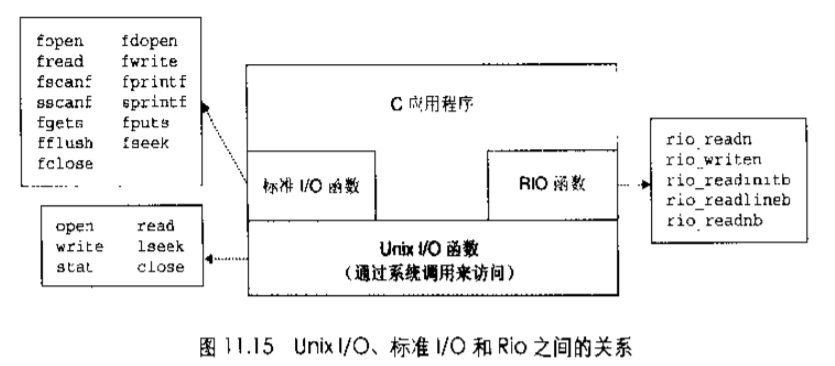 fopen fdopen
fread fwrite
fscanf fprintf
sscanf sprintf
fgets fputs
fflush fseek
fclose
C 应用程序
标准 I/O 函数
RIO 函数
rio_readn
rio_writen
rio_readinitb
rio_readlineb
rio_readnb
open read
write lseek
stat close
Unix I/O 函数
（通过系统调用来访问）
图 11.15 Unix I/O、标准 I/O 和 Rio 之间的关系